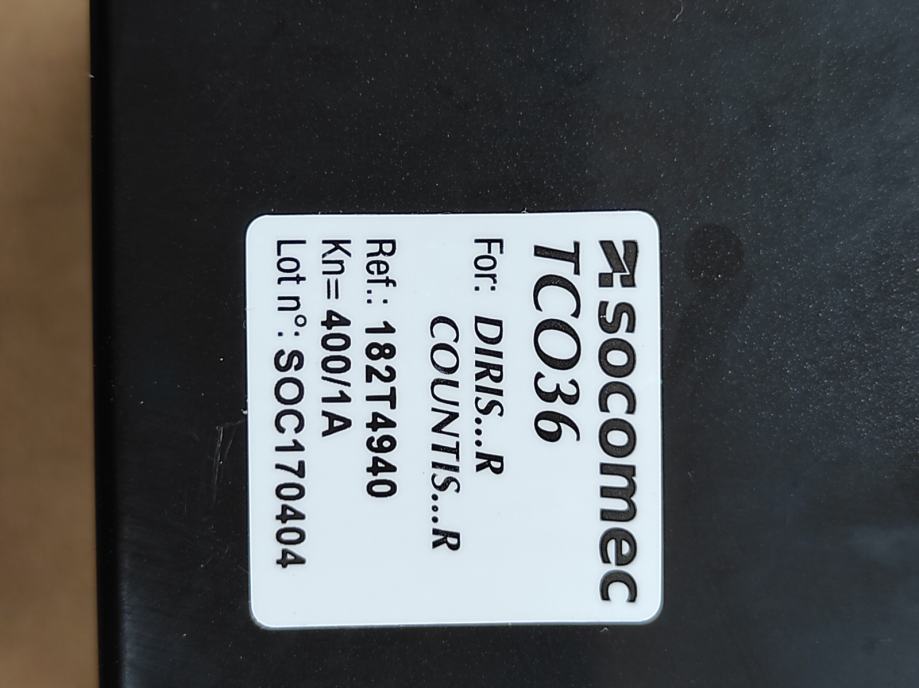 socomec
TCO36
For: DIRIS...R
COUNTIS...R
Ref.: 182T4940
Kn= 400/1A
Lot n°: SOC170404